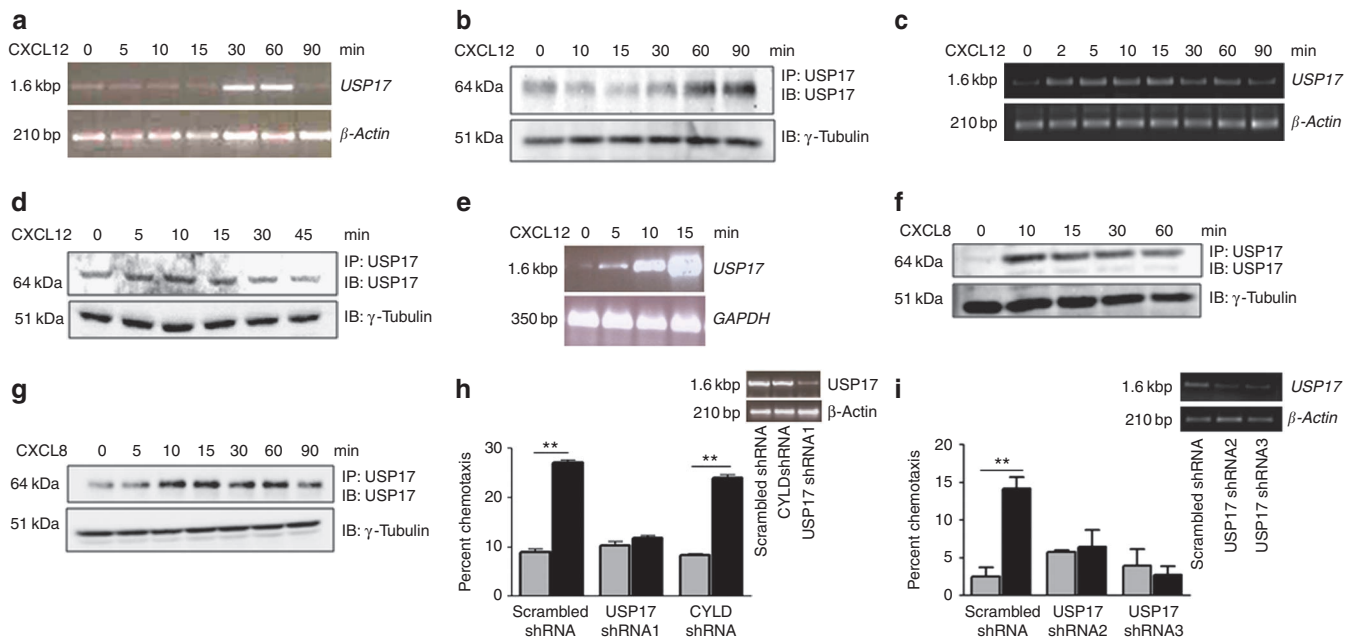 a
CXCL12 0 5 10 15 30 60 90 min
1.6 kbp USP17
210 bp β-Actin
b
CXCL12 0 10 15 30 60 90 min
64 kDa IP: USP17
IB: USP17
51 kDa IB: γ-Tubulin
c
CXCL12 0 2 5 10 15 30 60 90 min
1.6 kbp USP17
210 bp β-Actin
d
CXCL12 0 5 10 15 30 45 min
64 kDa IP: USP17
IB: USP17
51 kDa IB: γ-Tubulin
e
CXCL12 0 5 10 15 min
1.6 kbp USP17
350 bp GAPDH
f
CXCL8 0 10 15 30 60 min
64 kDa IP: USP17
IB: USP17
51 kDa IB: γ-Tubulin
g
CXCL8 0 5 10 15 30 60 90 min
64 kDa IP: USP17
IB: USP17
51 kDa IB: γ-Tubulin
h
1.6 kbp USP17
210 bp β-Actin
Scrambled shRNA
CYLDshRNA
USP17 shRNA1
Percent chemotaxis
30
20
10
0
**
**
Scrambled USP17 CYLD
shRNA shRNA1 shRNA
i
1.6 kbp USP17
210 bp β-Actin
Scrambled shRNA
USP17 shRNA2
USP17 shRNA3
Percent chemotaxis
20
15
10
5
0
**
Scrambled USP17 USP17
shRNA shRNA2 shRNA3